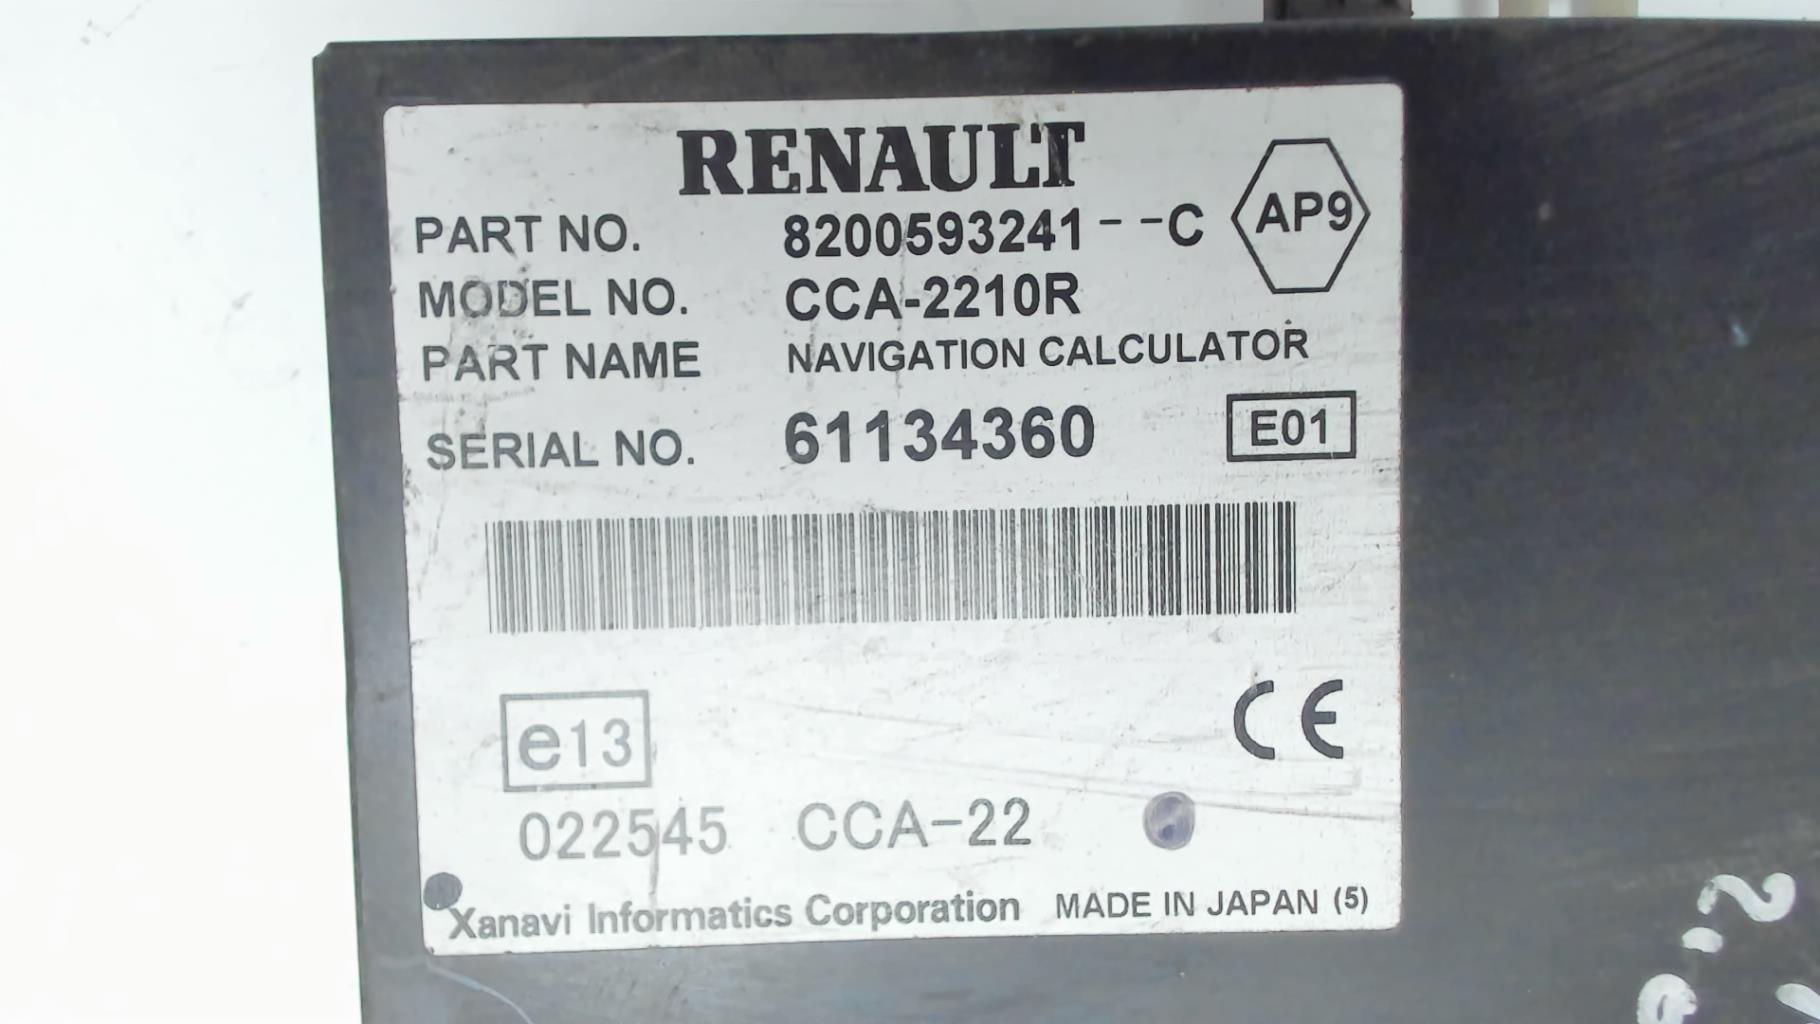 RENAULT
PART NO. 8200593241--C AP9
MODEL NO. CCA-2210R
PART NAME NAVIGATION CALCULATOR
SERIAL NO. 61134360 E01
e13 CE
022545 CCA-22
Xanavi Informatics Corporation MADE IN JAPAN (5)